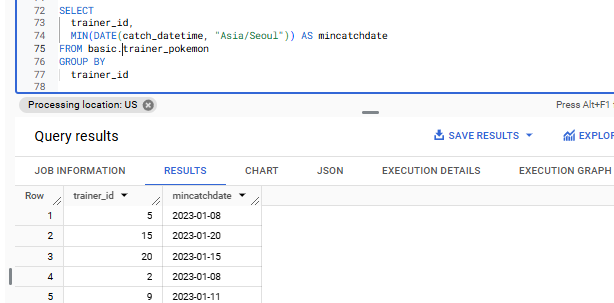 72 SELECT
73 trainer_id,
74 MIN(DATE(catch_datetime, "Asia/Seoul")) AS mincatchdate
75 FROM basic.trainer_pokemon
76 GROUP BY
77 trainer_id
78
Processing location: US
Press Alt+F1
Query results
SAVE RESULTS
EXPLOR
JOB INFORMATION RESULTS CHART JSON EXECUTION DETAILS EXECUTION GRAPH
Row trainer_id mincatchdate
1 5 2023-01-08
2 15 2023-01-20
3 20 2023-01-15
4 2 2023-01-08
5 9 2023-01-11